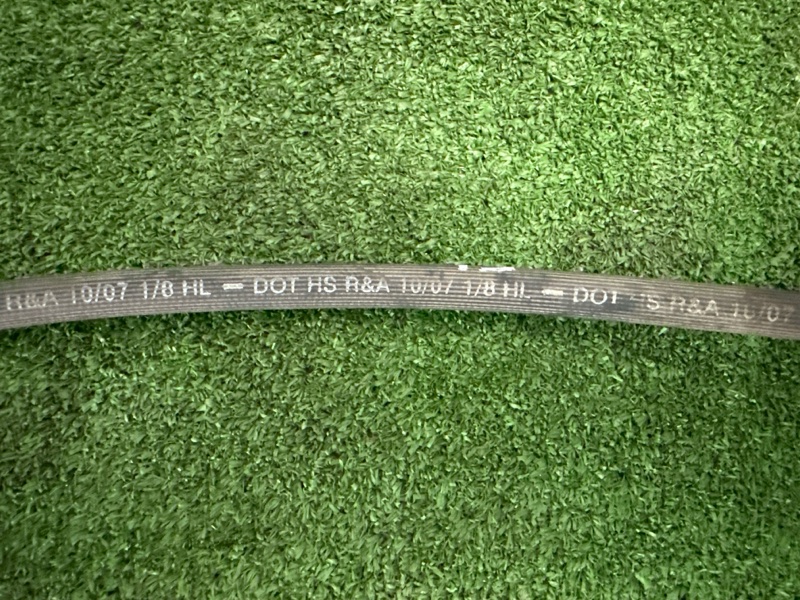 R&A 10/07 1/8 HL — DOT HS R&A 10/07 1/8 HL — DOT HS R&A 10/07